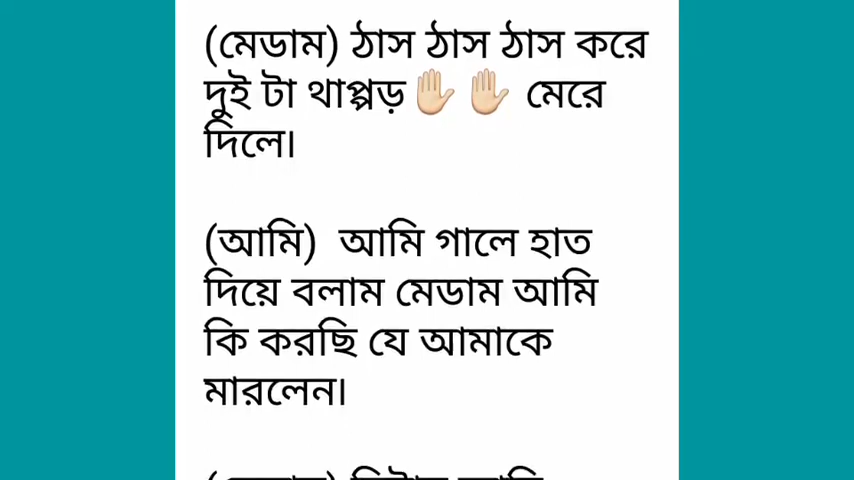 (মেডাম) ঠাস ঠাস ঠাস করে
দুই টা থাপ্পড়✋🏼✋🏼 মেরে
দিলে।
(আমি) আমি গালে হাত
দিয়ে বলাম মেডাম আমি
কি করছি যে আমাকে
মারলেন।